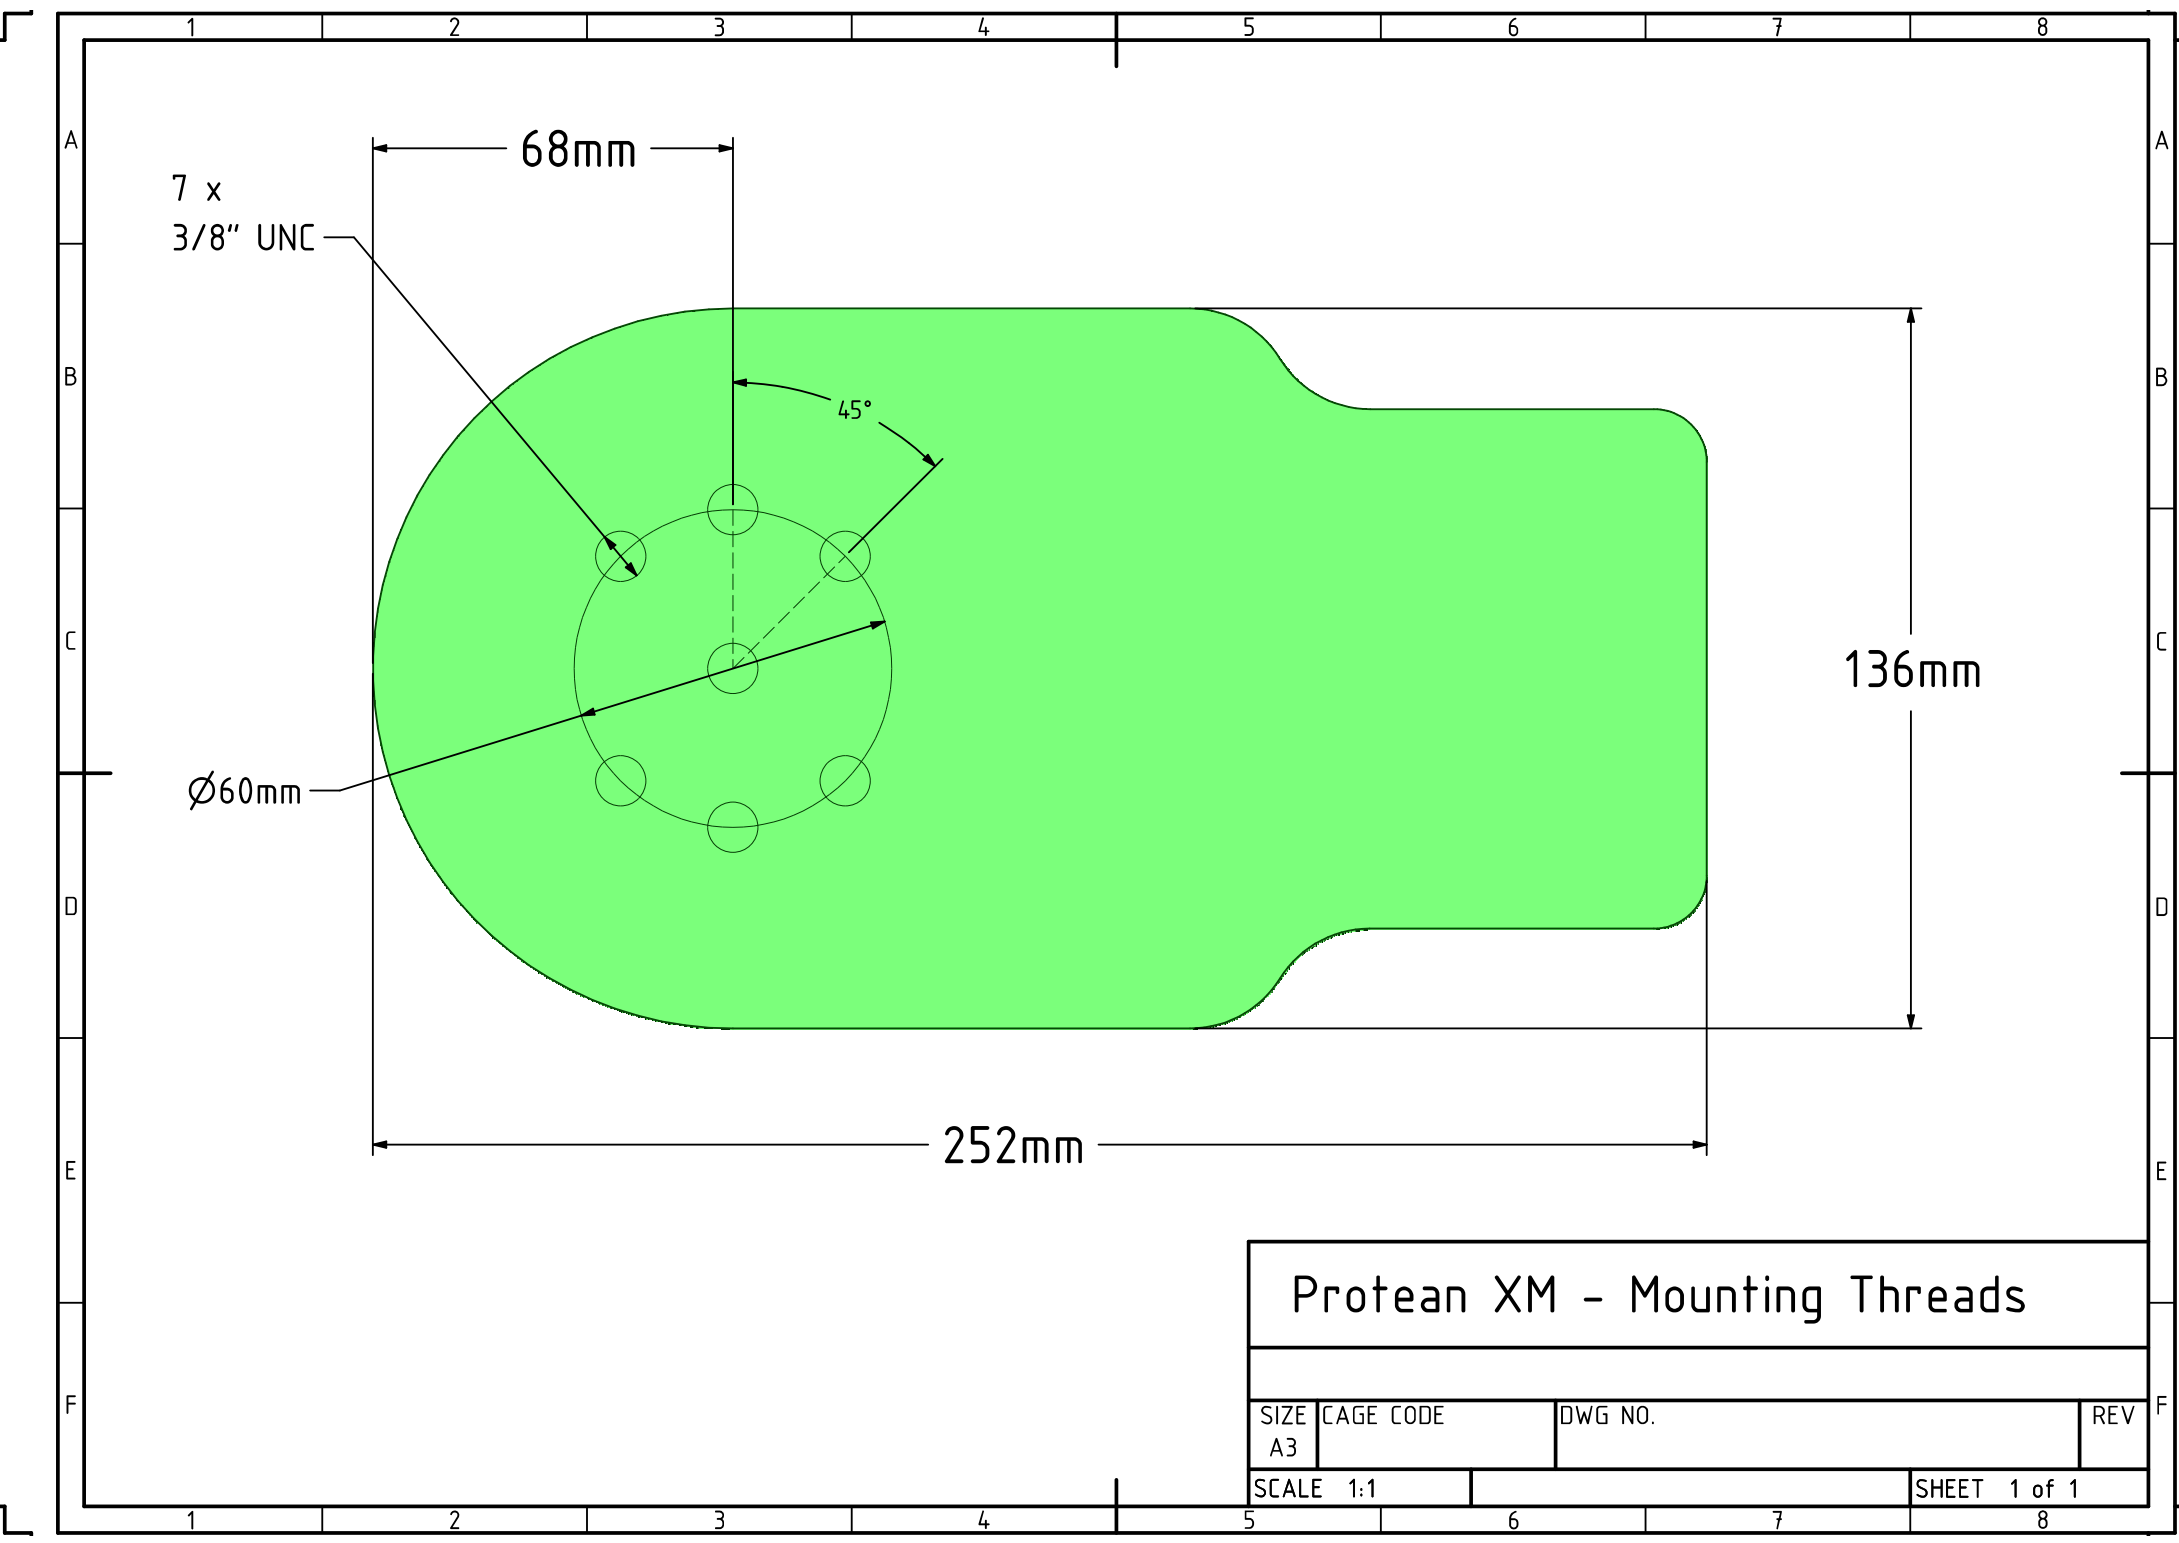 1 2 3 4 5 6 7 8
A A
68mm
7 x
3/8" UNC
B B
45°
C C
136mm
Ø60mm
D D
252mm
E E
Protean XM - Mounting Threads
F F
SIZE CAGE CODE DWG NO. REV
A3
SCALE 1:1 SHEET 1 of 1
1 2 3 4 5 6 7 8